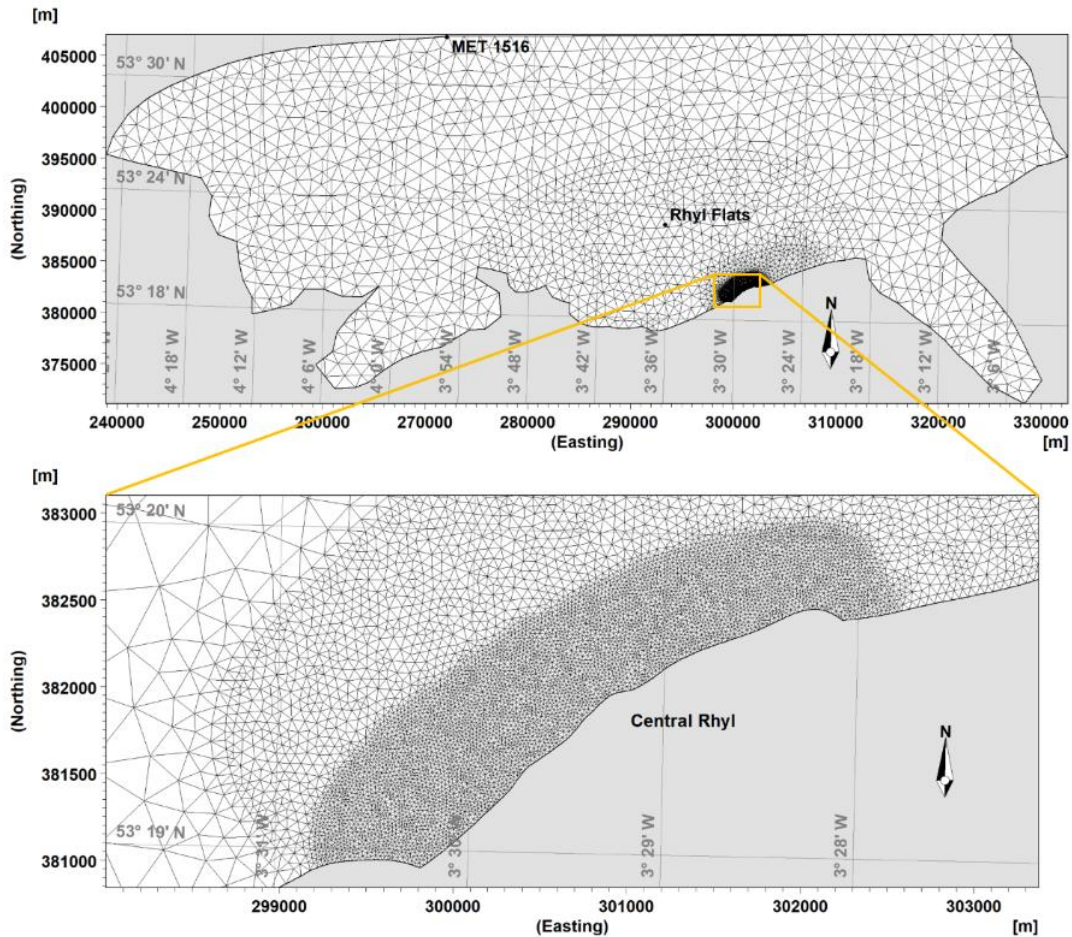 [m]
405000
400000
395000
390000
385000
380000
375000
(Northing)
53° 30' N
53° 24' N
53° 18' N
MET 1516
Rhyl Flats
N
4° 18' W
4° 12' W
4° 6' W
3° 54' W
3° 48' W
3° 42' W
3° 36' W
3° 30' W
3° 24' W
3° 18' W
3° 12' W
3° 6' W
240000 250000 260000 270000 280000 290000 300000 310000 320000 330000
(Easting)
[m]
[m]
383000
382500
382000
381500
381000
(Northing)
53° 20' N
53° 19' N
Central Rhyl
N
3° 31' W
3° 30' W
3° 29' W
3° 28' W
299000 300000 301000 302000 303000
(Easting)
[m]